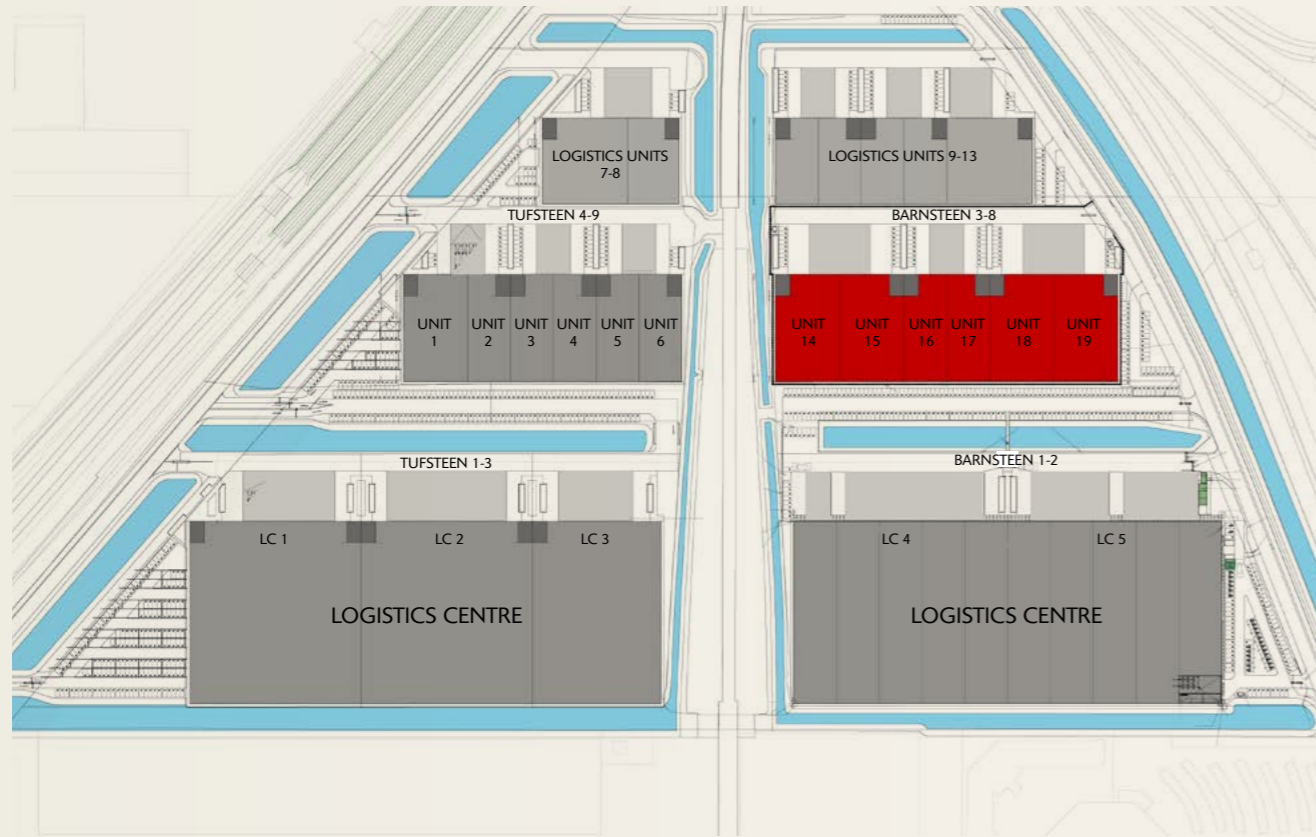 LOGISTICS UNITS
7-8
LOGISTICS UNITS 9-13
TUFSTEEN 4-9
BARNSTEEN 3-8
UNIT
1
UNIT
2
UNIT
3
UNIT
4
UNIT
5
UNIT
6
UNIT
14
UNIT
15
UNIT
16
UNIT
17
UNIT
18
UNIT
19
TUFSTEEN 1-3
BARNSTEEN 1-2
LC 1
LC 2
LC 3
LC 4
LC 5
LOGISTICS CENTRE
LOGISTICS CENTRE